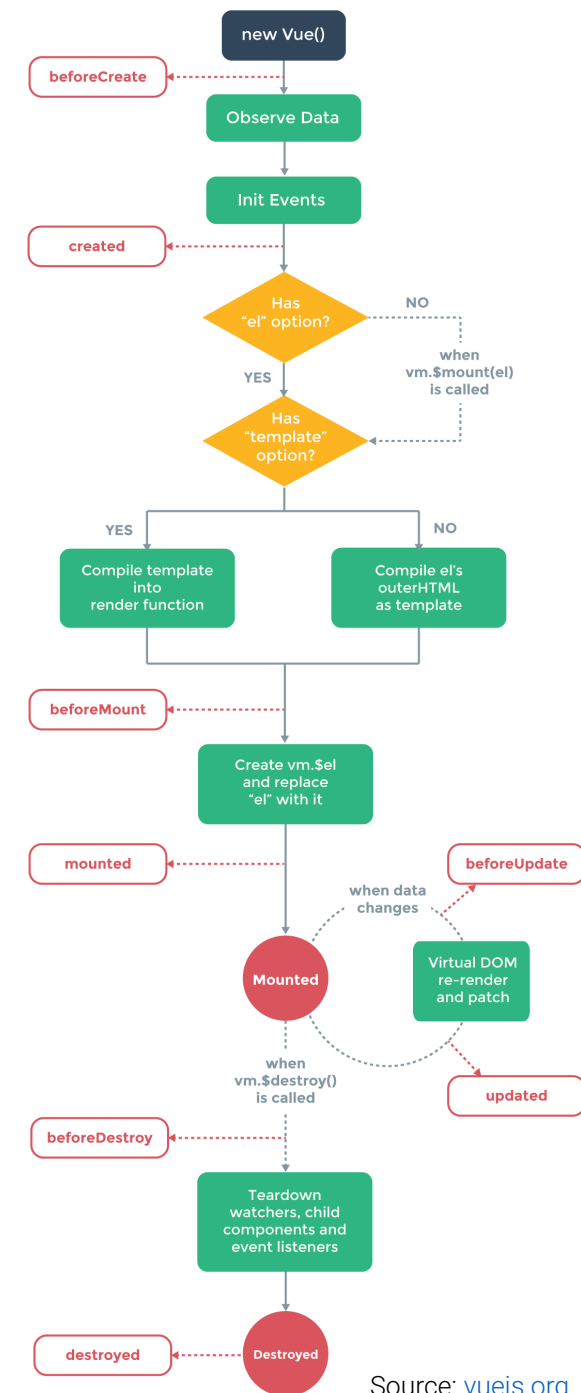 new Vue()
beforeCreate
Observe Data
Init Events
created
Has
"el" option?
NO
when
vm.$mount(el)
is called
YES
Has
"template"
option?
YES
NO
Compile template
into
render function
Compile el's
outerHTML
as template
beforeMount
Create vm.$el
and replace
"el" with it
mounted
beforeUpdate
when data
changes
Mounted
Virtual DOM
re-render
and patch
when
vm.$destroy()
is called
updated
beforeDestroy
Teardown
watchers, child
components and
event listeners
destroyed
Destroyed
Source: vuejs.org